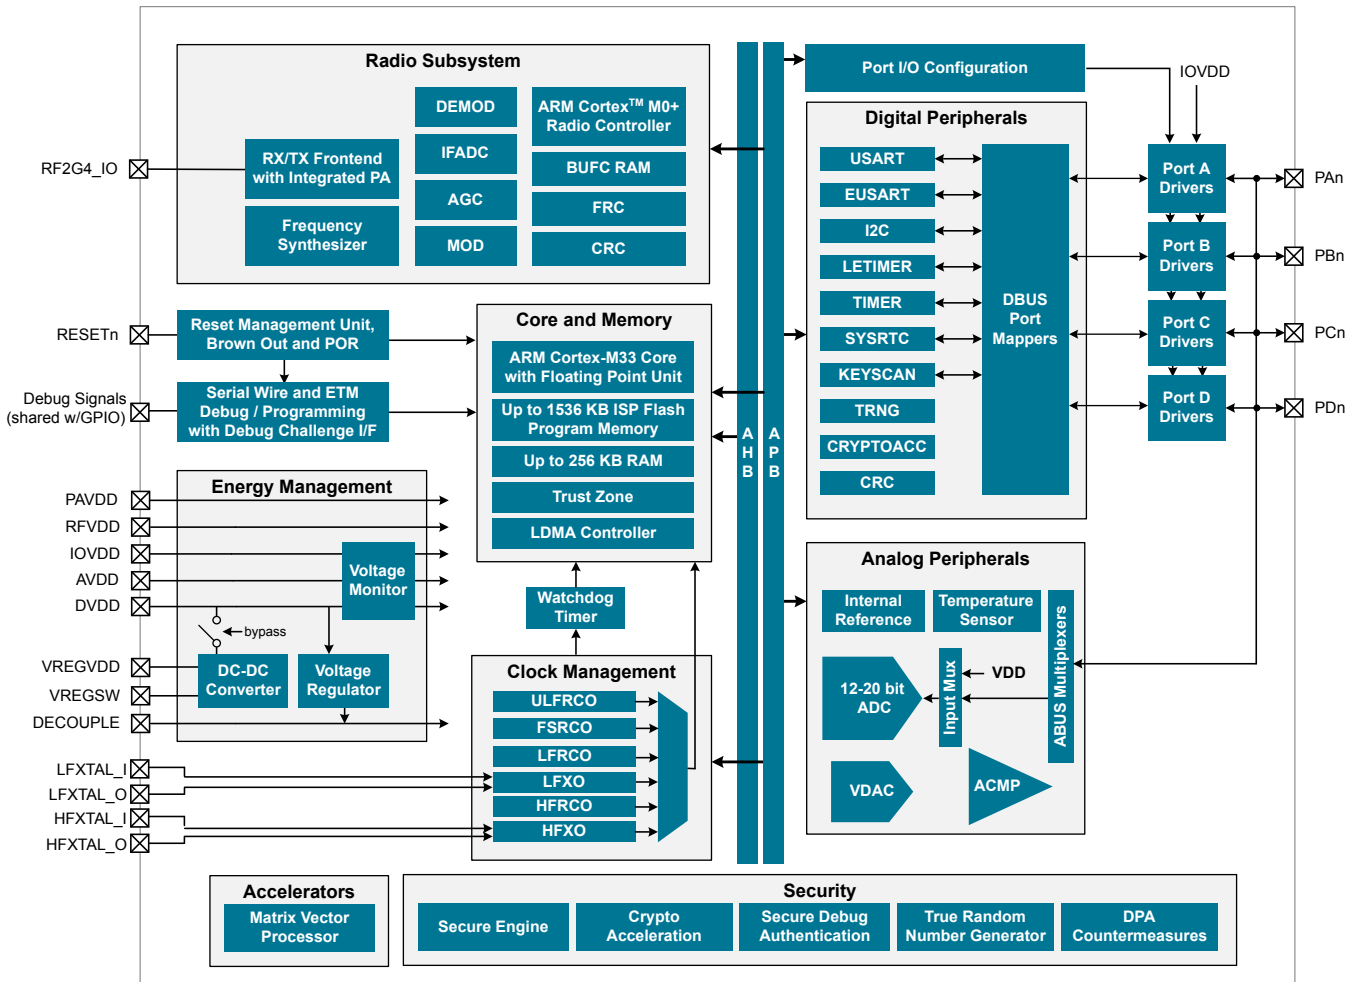 Radio Subsystem
RF2G4_IO
RX/TX Frontend
with Integrated PA
Frequency
Synthesizer
DEMOD
IFADC
AGC
MOD
ARM Cortex™ M0+
Radio Controller
BUFC RAM
FRC
CRC
RESETn
Reset Management Unit,
Brown Out and POR
Debug Signals
(shared w/GPIO)
Serial Wire and ETM
Debug / Programming
with Debug Challenge I/F
Core and Memory
ARM Cortex-M33 Core
with Floating Point Unit
Up to 1536 KB ISP Flash
Program Memory
Up to 256 KB RAM
Trust Zone
LDMA Controller
Energy Management
PAVDD
RFVDD
IOVDD
AVDD
DVDD
VREGVDD
VREGSW
DECOUPLE
Voltage
Monitor
bypass
DC-DC
Converter
Voltage
Regulator
Watchdog
Timer
Clock Management
ULFRCO
FSRCO
LFRCO
LFXO
HFRCO
HFXO
LFXTAL_I
LFXTAL_O
HFXTAL_I
HFXTAL_O
A
H
B
A
P
B
Port I/O Configuration
IOVDD
Digital Peripherals
USART
EUSART
I2C
LETIMER
TIMER
SYSRTC
KEYSCAN
TRNG
CRYPTOACC
CRC
DBUS
Port
Mappers
Port A
Drivers
Port B
Drivers
Port C
Drivers
Port D
Drivers
PAn
PBn
PCn
PDn
Analog Peripherals
Internal
Reference
Temperature
Sensor
12-20 bit
ADC
Input Mux
VDD
ABUS Multiplexers
VDAC
ACMP
Accelerators
Matrix Vector
Processor
Security
Secure Engine
Crypto
Acceleration
Secure Debug
Authentication
True Random
Number Generator
DPA
Countermeasures